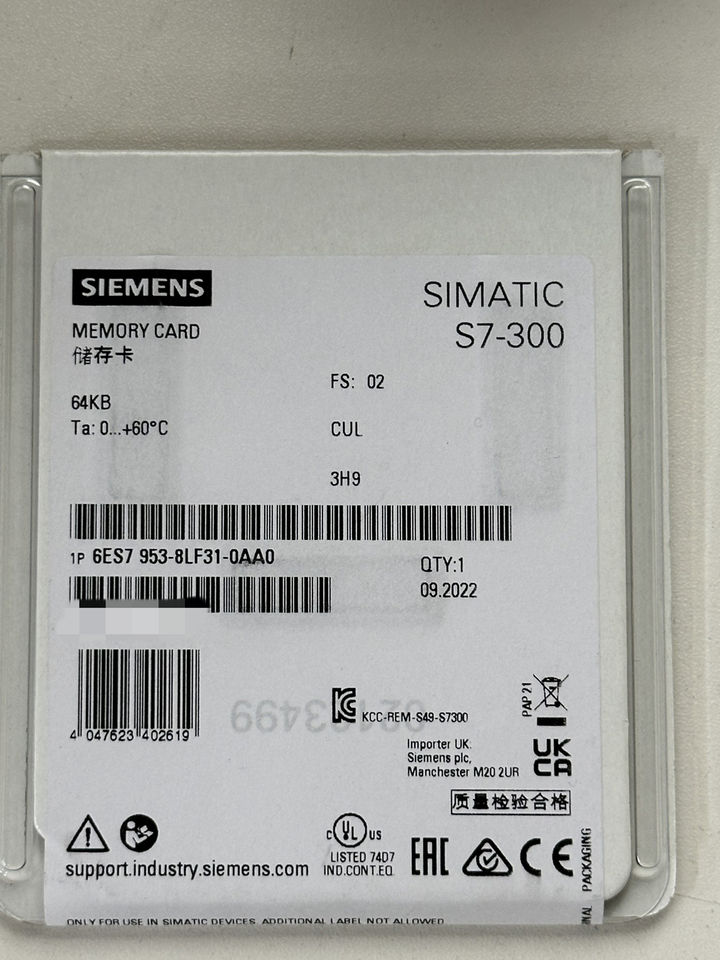 SIEMENS
SIMATIC
S7-300
MEMORY CARD
储存卡
FS: 02
64KB
Ta: 0...+60°C
CUL
3H9
1P 6ES7 953-8LF31-0AA0
QTY:1
09.2022
4 047623 402619
KCC-REM-S49-S7300
PAP 21
Importer UK:
Siemens plc,
Manchester M20 2UR
UK
CA
质量检验合格
C UL US
LISTED 74D7
IND.CONT.EQ.
EAC
CE
support.industry.siemens.com
PACKAGING
ONLY FOR USE IN SIMATIC DEVICES. ADDITIONAL LABEL NOT ALLOWED